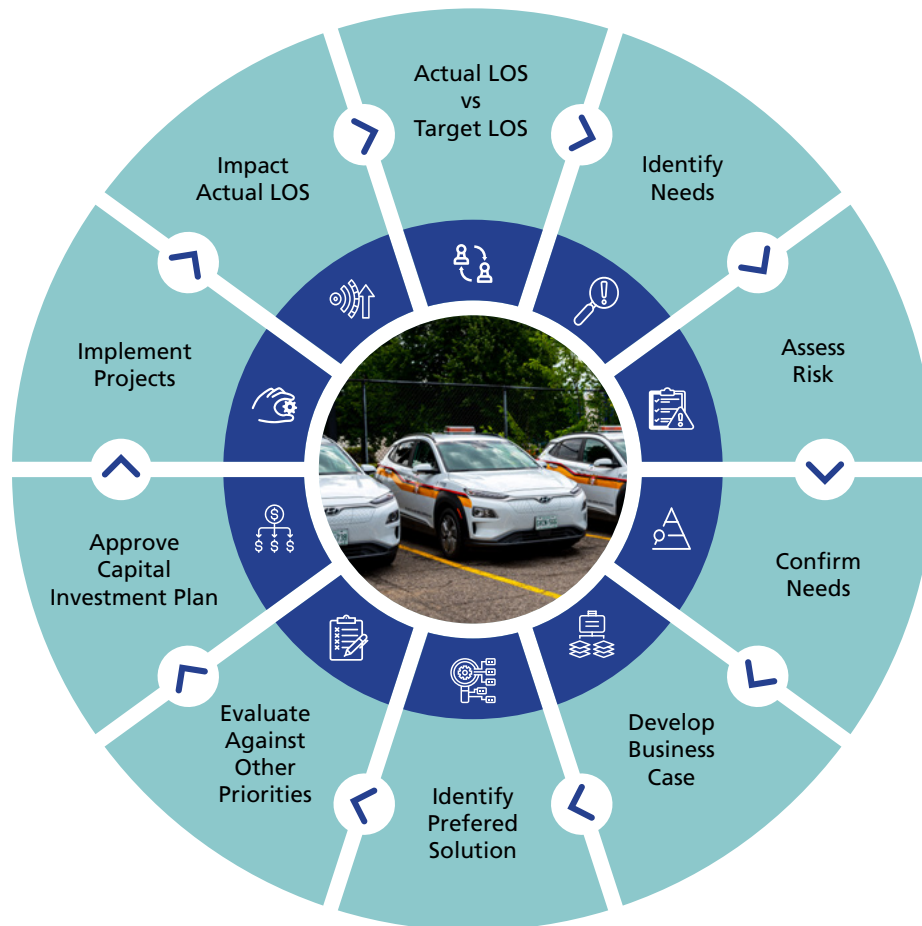 Actual LOS
vs
Target LOS
Identify
Needs
Assess
Risk
Confirm
Needs
Develop
Business
Case
Identify
Prefered
Solution
Evaluate
Against
Other
Priorities
Approve
Capital
Investment Plan
Implement
Projects
Impact
Actual LOS